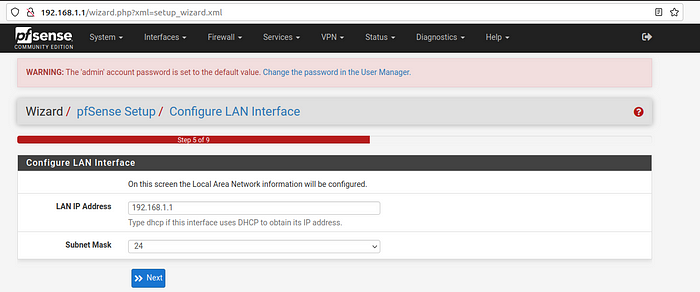 192.168.1.1/wizard.php?xml=setup_wizard.xml
pfsense COMMUNITY EDITION System Interfaces Firewall Services VPN Status Diagnostics Help
WARNING: The 'admin' account password is set to the default value. Change the password in the User Manager.
Wizard / pfSense Setup / Configure LAN Interface
Step 5 of 9
Configure LAN Interface
On this screen the Local Area Network information will be configured.
LAN IP Address 192.168.1.1
Type dhcp if this interface uses DHCP to obtain its IP address.
Subnet Mask 24
Next